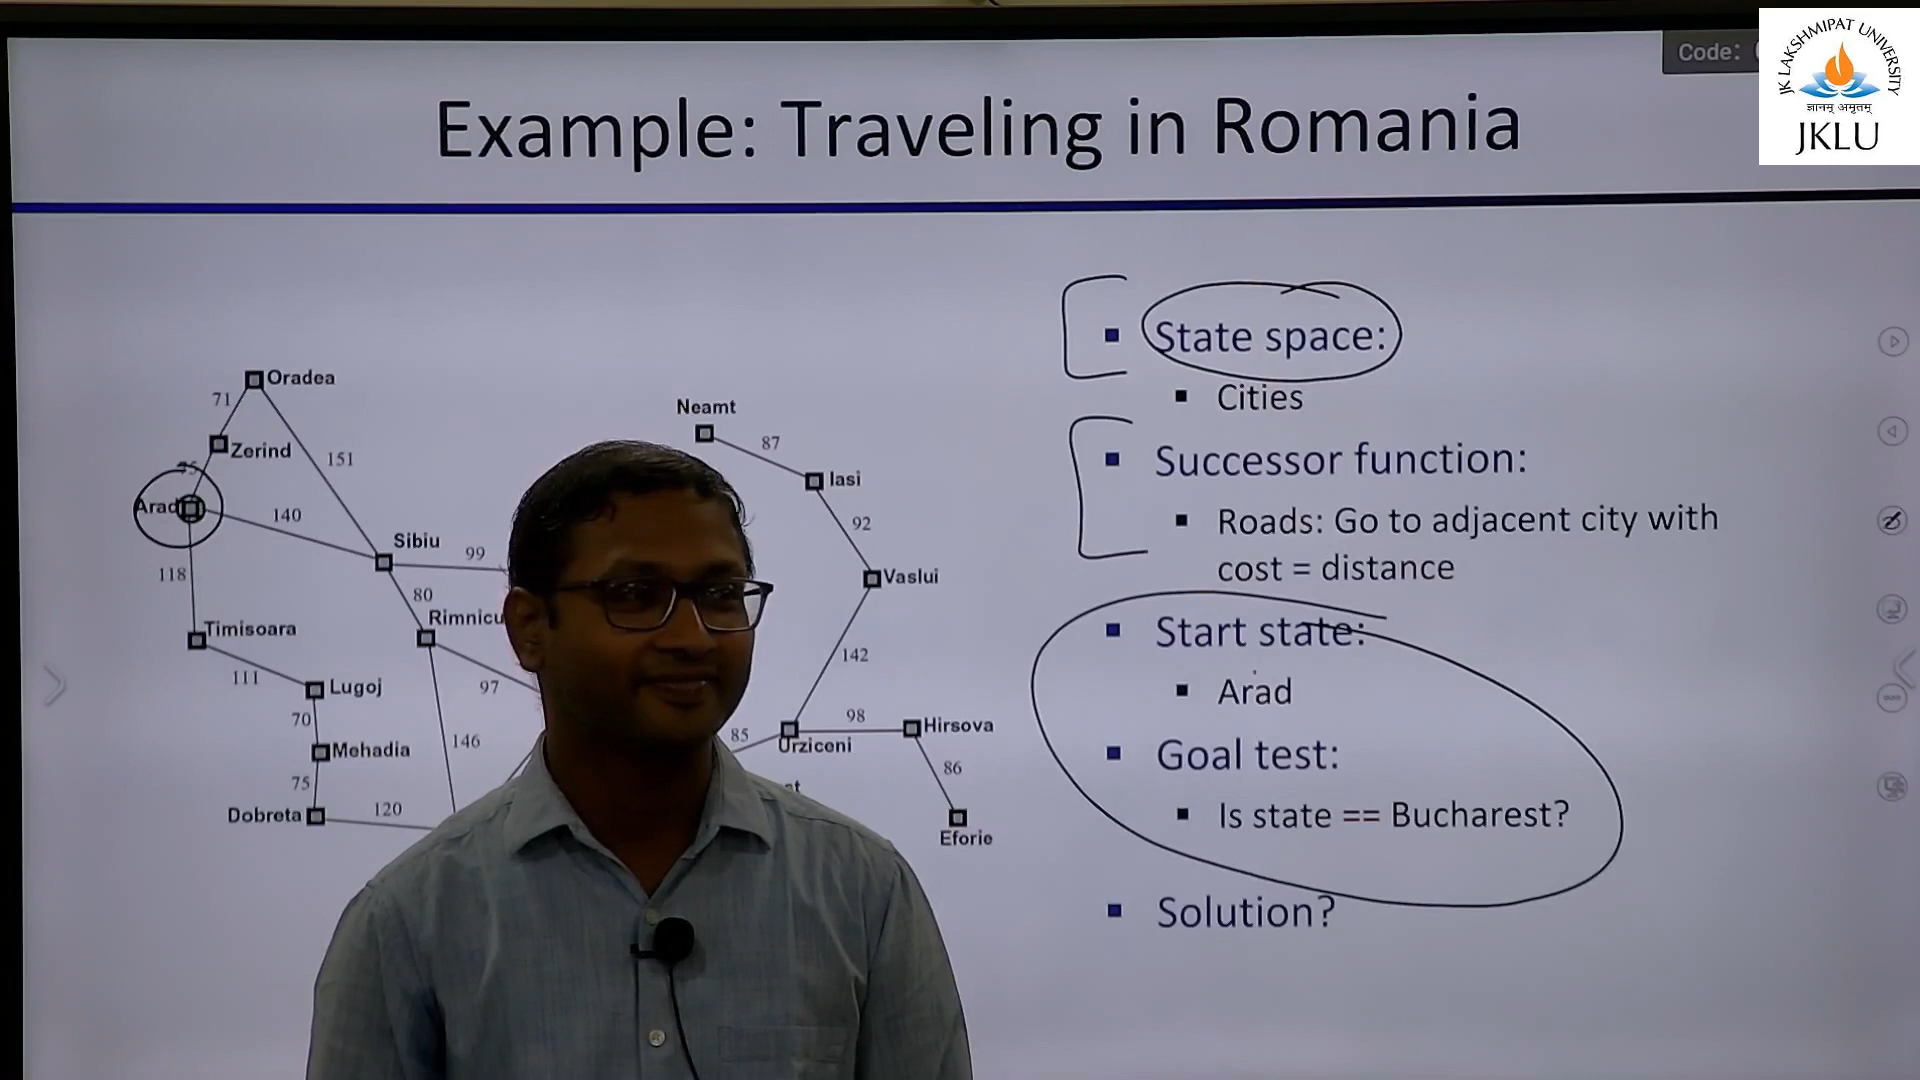 Code:
JK LAKSHMIPAT UNIVERSITY
ज्ञानम् अमृतम्
JKLU
Example: Traveling in Romania
Oradea
71
Zerind
151
75
Arad
140
118
Sibiu
99
80
Rimnicu
Timisoara
111
97
Lugoj
70
146
Mehadia
75
Dobreta
120
Neamt
87
Iasi
92
Vaslui
142
98
Hirsova
85
Urziceni
86
Eforie
State space:
Cities
Successor function:
Roads: Go to adjacent city with
cost = distance
Start state:
Arad
Goal test:
Is state == Bucharest?
Solution?